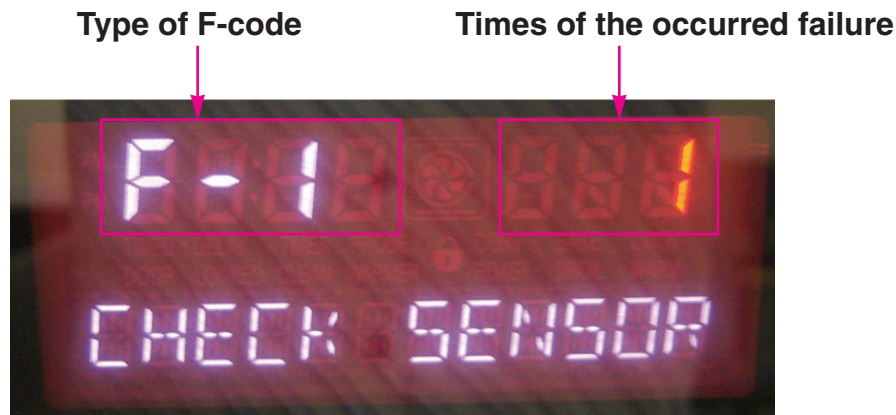 Type of F-code Times of the occurred failure
F-1 1
CHECK SENSOR